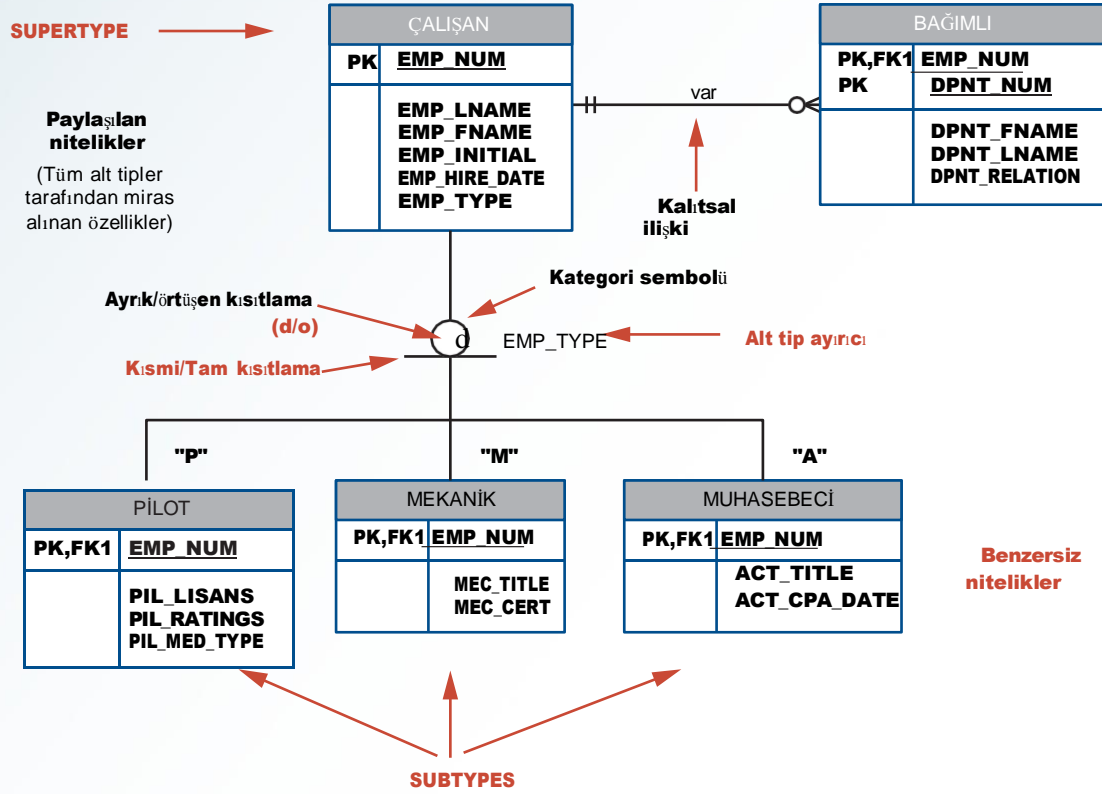 SUPERTYPE
ÇALIŞAN
PK EMP_NUM
EMP_LNAME
EMP_FNAME
EMP_INITIAL
EMP_HIRE_DATE
EMP_TYPE
var
BAĞIMLI
PK,FK1 EMP_NUM
PK DPNT_NUM
DPNT_FNAME
DPNT_LNAME
DPNT_RELATION
Paylaşılan
nitelikler
(Tüm alt tipler
tarafından miras
alınan özellikler)
Kalıtsal
ilişki
Kategori sembolü
Ayrık/örtüşen kısıtlama
(d/o)
d
EMP_TYPE
Alt tip ayırıcı
Kısmi/Tam kısıtlama
"P"
"M"
"A"
PİLOT
PK,FK1 EMP_NUM
PIL_LISANS
PIL_RATINGS
PIL_MED_TYPE
MEKANİK
PK,FK1 EMP_NUM
MEC_TITLE
MEC_CERT
MUHASEBECİ
PK,FK1 EMP_NUM
ACT_TITLE
ACT_CPA_DATE
Benzersiz
nitelikler
SUBTYPES